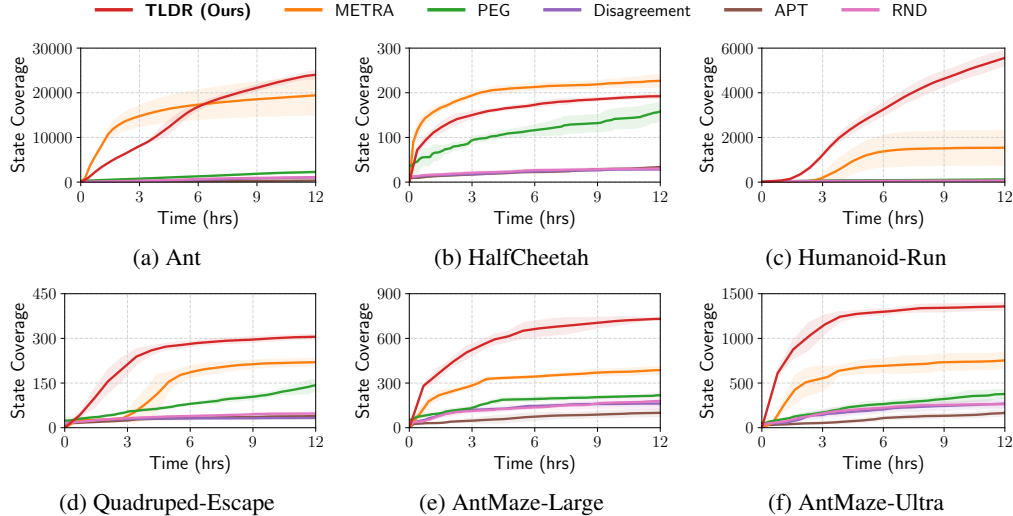 TLDR (Ours) METRA PEG Disagreement APT RND
State Coverage
30000
20000
10000
0
0 3 6 9 12
Time (hrs)
(a) Ant
State Coverage
300
200
100
0
0 3 6 9 12
Time (hrs)
(b) HalfCheetah
State Coverage
6000
4000
2000
0
0 3 6 9 12
Time (hrs)
(c) Humanoid-Run
State Coverage
450
300
150
0
0 3 6 9 12
Time (hrs)
(d) Quadruped-Escape
State Coverage
900
600
300
0
0 3 6 9 12
Time (hrs)
(e) AntMaze-Large
State Coverage
1500
1000
500
0
0 3 6 9 12
Time (hrs)
(f) AntMaze-Ultra